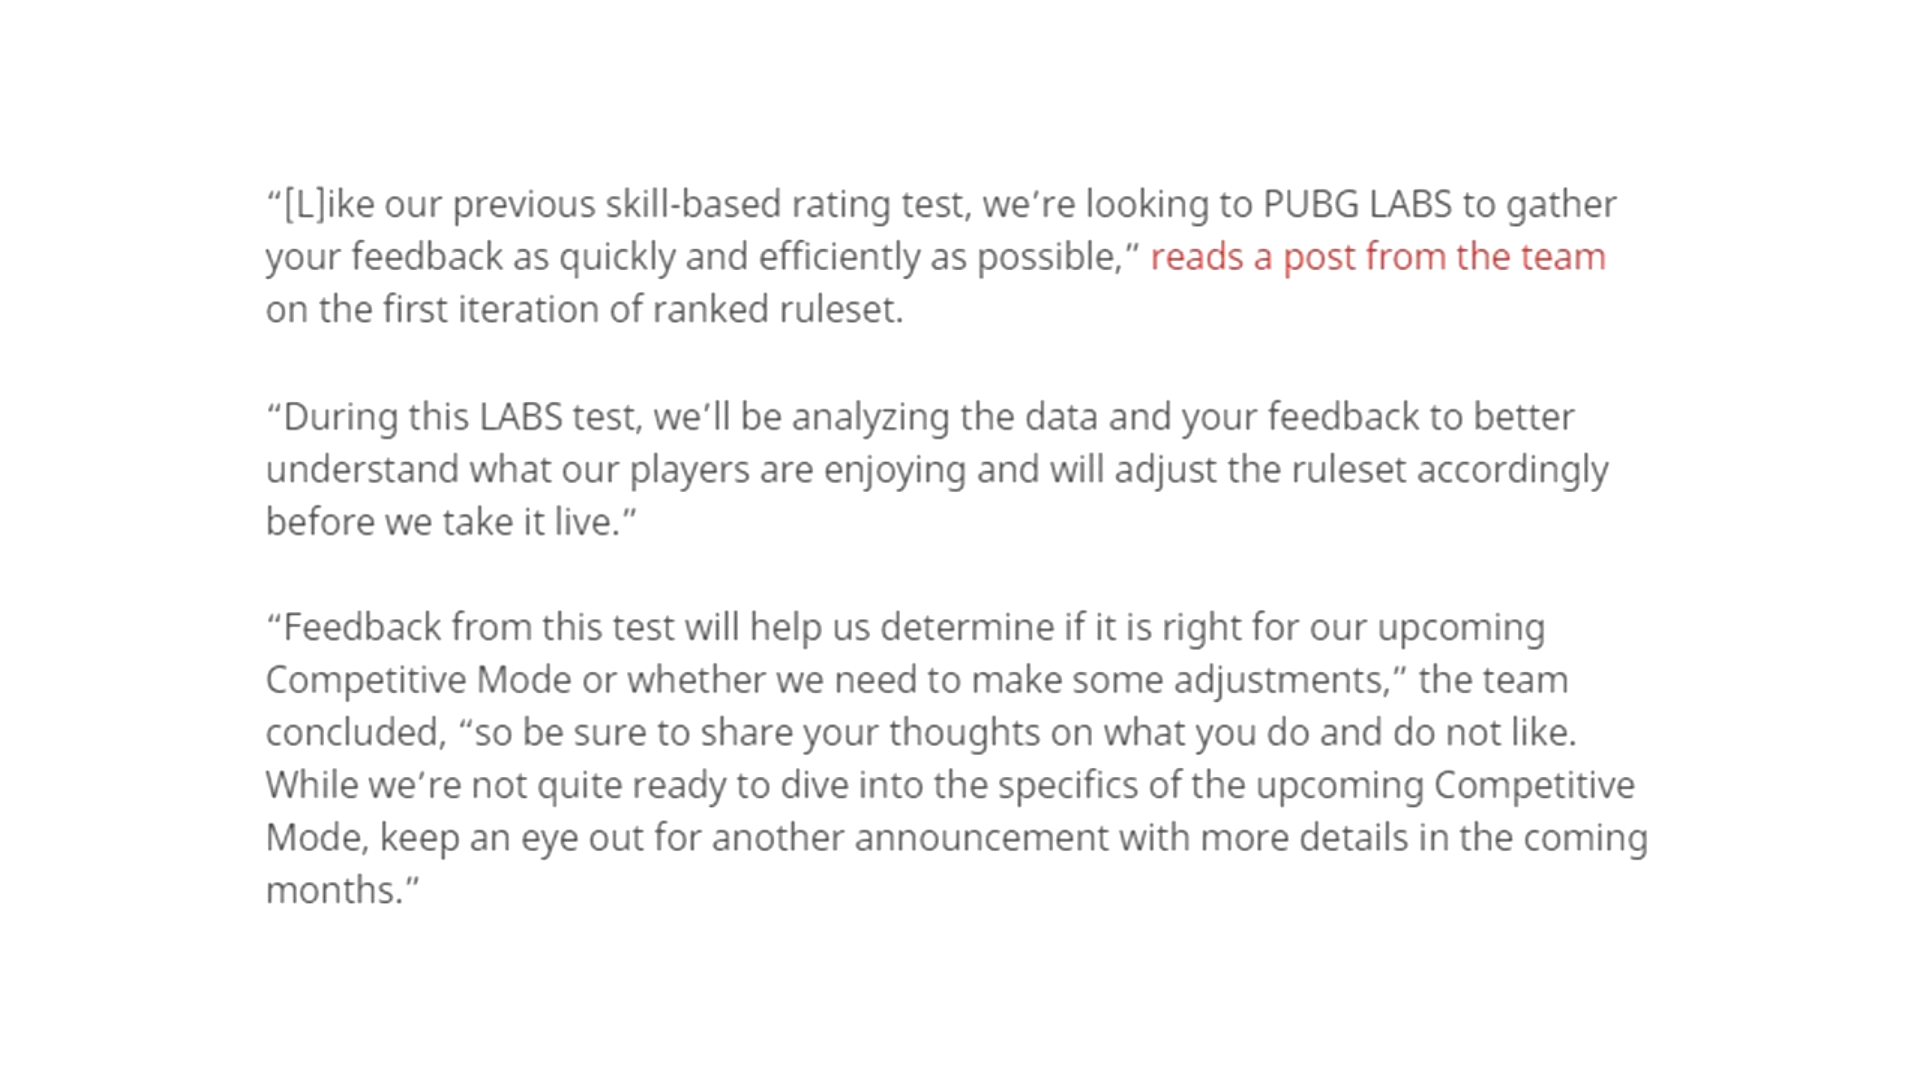 “[L]ike our previous skill-based rating test, we’re looking to PUBG LABS to gather
your feedback as quickly and efficiently as possible,” reads a post from the team
on the first iteration of ranked ruleset.
“During this LABS test, we’ll be analyzing the data and your feedback to better
understand what our players are enjoying and will adjust the ruleset accordingly
before we take it live.”
“Feedback from this test will help us determine if it is right for our upcoming
Competitive Mode or whether we need to make some adjustments,” the team
concluded, “so be sure to share your thoughts on what you do and do not like.
While we’re not quite ready to dive into the specifics of the upcoming Competitive
Mode, keep an eye out for another announcement with more details in the coming
months.”